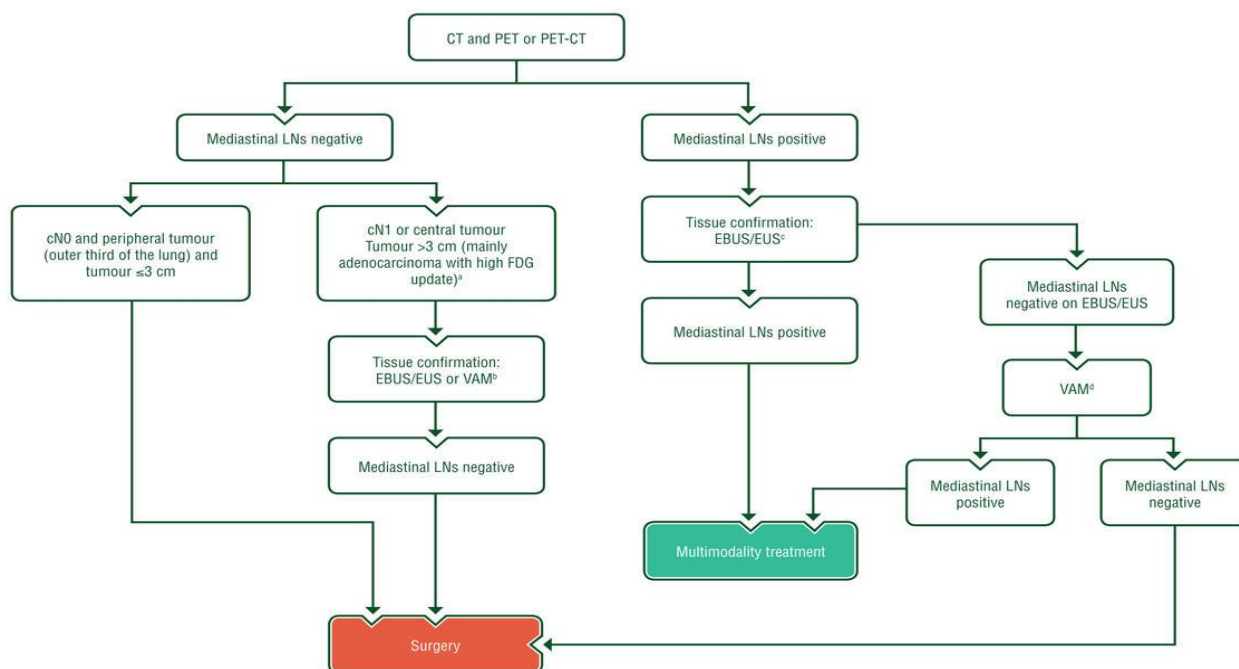 CT and PET or PET-CT
Mediastinal LNs negative
Mediastinal LNs positive
cN0 and peripheral tumour
(outer third of the lung) and
tumour ≤3 cm
cN1 or central tumour
Tumour >3 cm (mainly
adenocarcinoma with high FDG
update)ᵃ
Tissue confirmation:
EBUS/EUSᶜ
Mediastinal LNs
negative on EBUS/EUS
Mediastinal LNs positive
Tissue confirmation:
EBUS/EUS or VAMᵇ
VAMᵈ
Mediastinal LNs negative
Mediastinal LNs
positive
Mediastinal LNs
negative
Multimodality treatment
Surgery